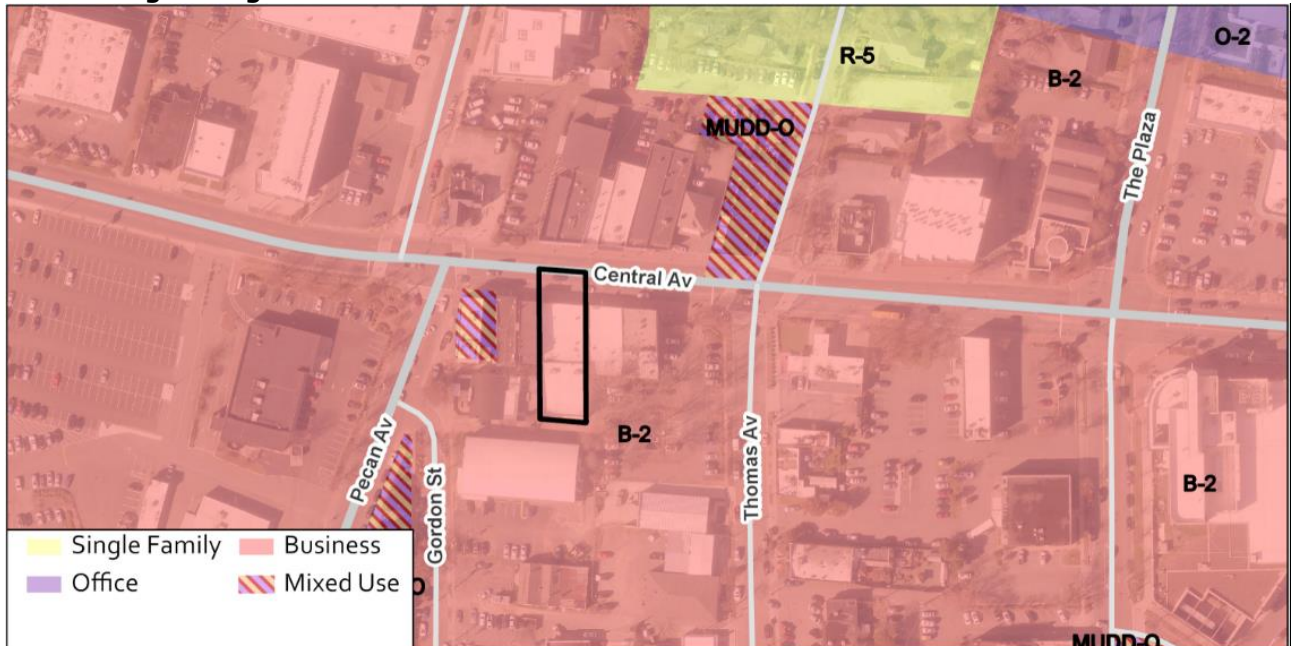 R-5
O-2
B-2
MUDD-O
The Plaza
Central Av
B-2
Pecan Av
Gordon St
Thomas Av
B-2
Single Family
Business
Office
Mixed Use
O
MUDD-O